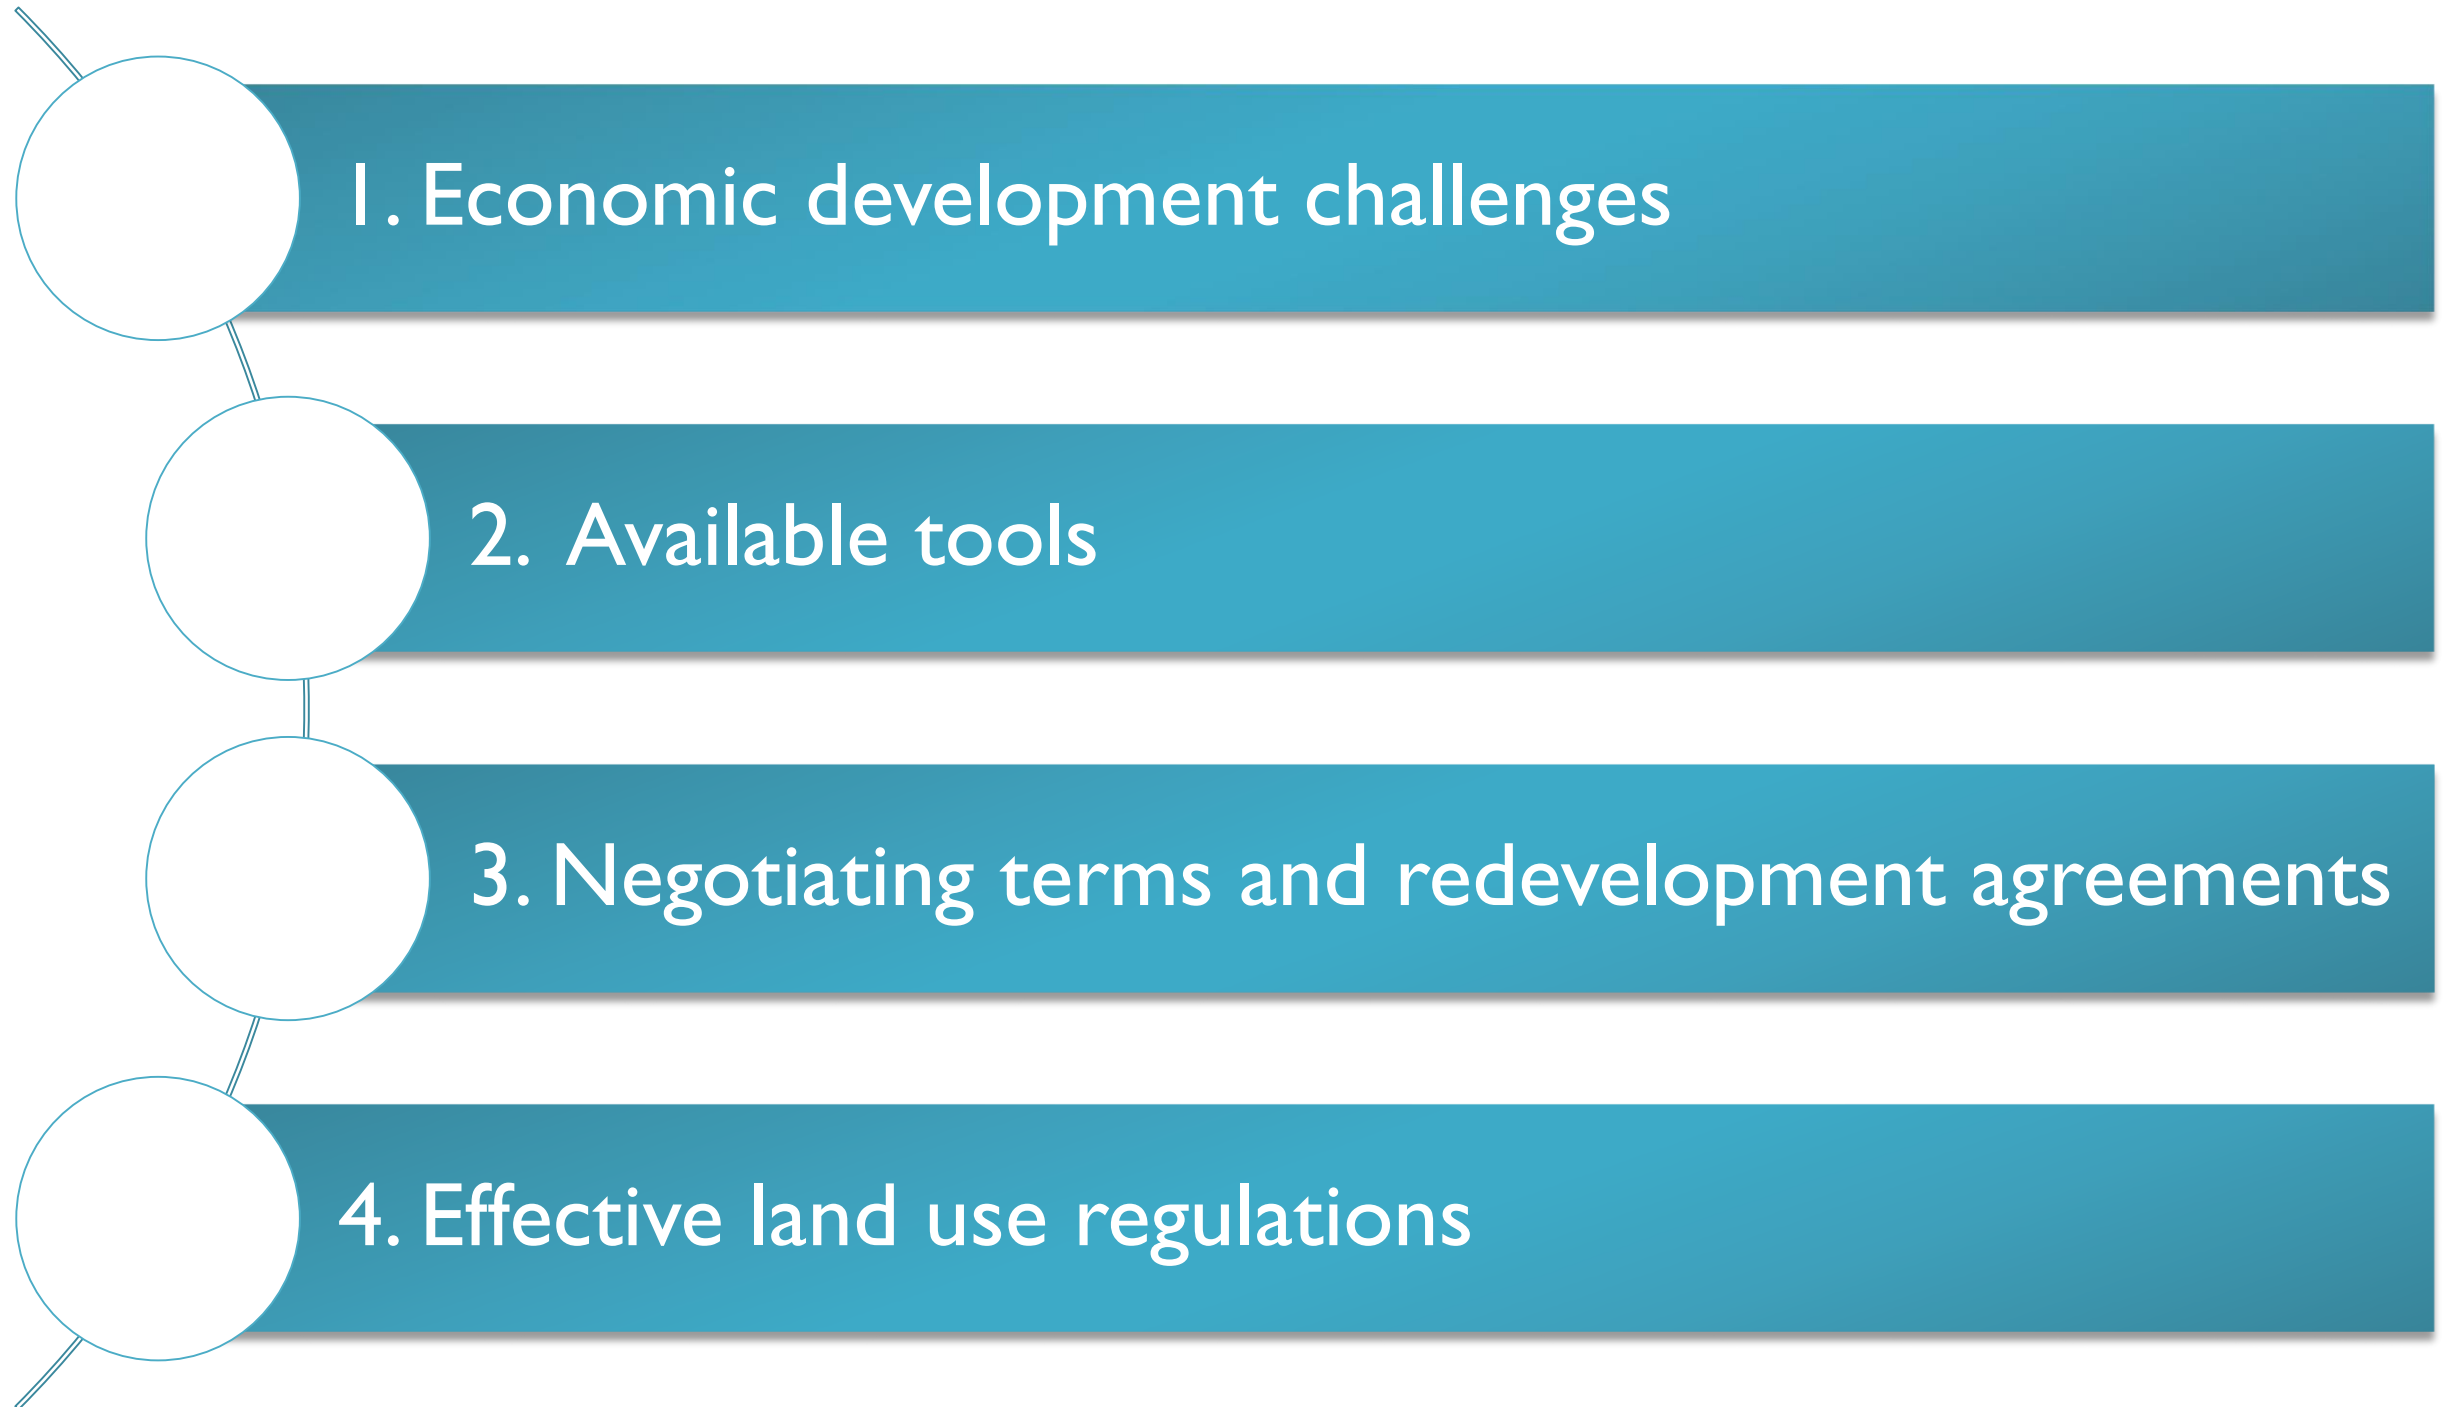 1. Economic development challenges
2. Available tools
3. Negotiating terms and redevelopment agreements
4. Effective land use regulations